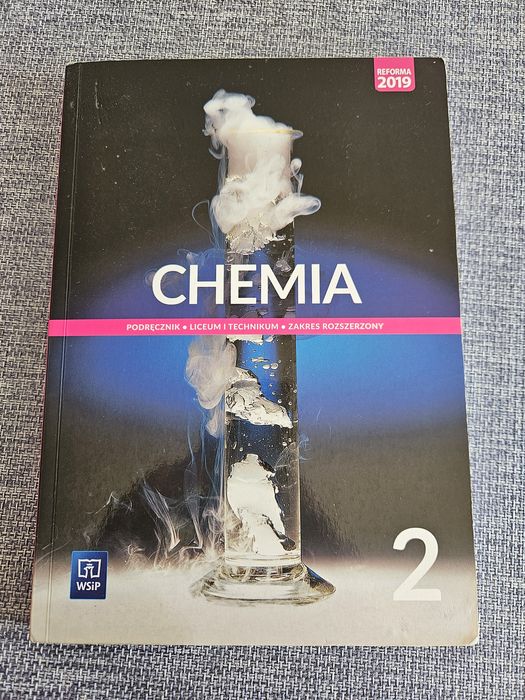 REFORMA
2019
CHEMIA
PODRĘCZNIK • LICEUM I TECHNIKUM • ZAKRES ROZSZERZONY
WSiP
2